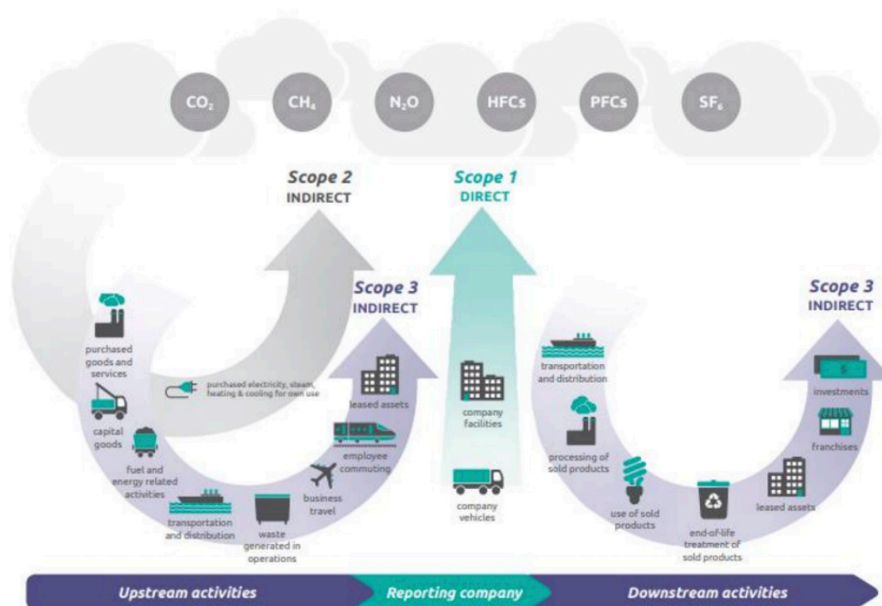 CO₂
CH₄
N₂O
HFCs
PFCs
SF₆
Scope 2
INDIRECT
Scope 1
DIRECT
Scope 3
INDIRECT
Scope 3
INDIRECT
purchased
goods and
services
capital
goods
fuel and
energy related
activities
transportation
and distribution
waste
generated in
operations
business
travel
employee
commuting
leased assets
purchased electricity, steam,
heating & cooling for own use
company
facilities
company
vehicles
transportation
and distribution
processing of
sold products
use of sold
products
end-of-life
treatment of
sold products
leased assets
franchises
investments
$
Upstream activities
Reporting company
Downstream activities